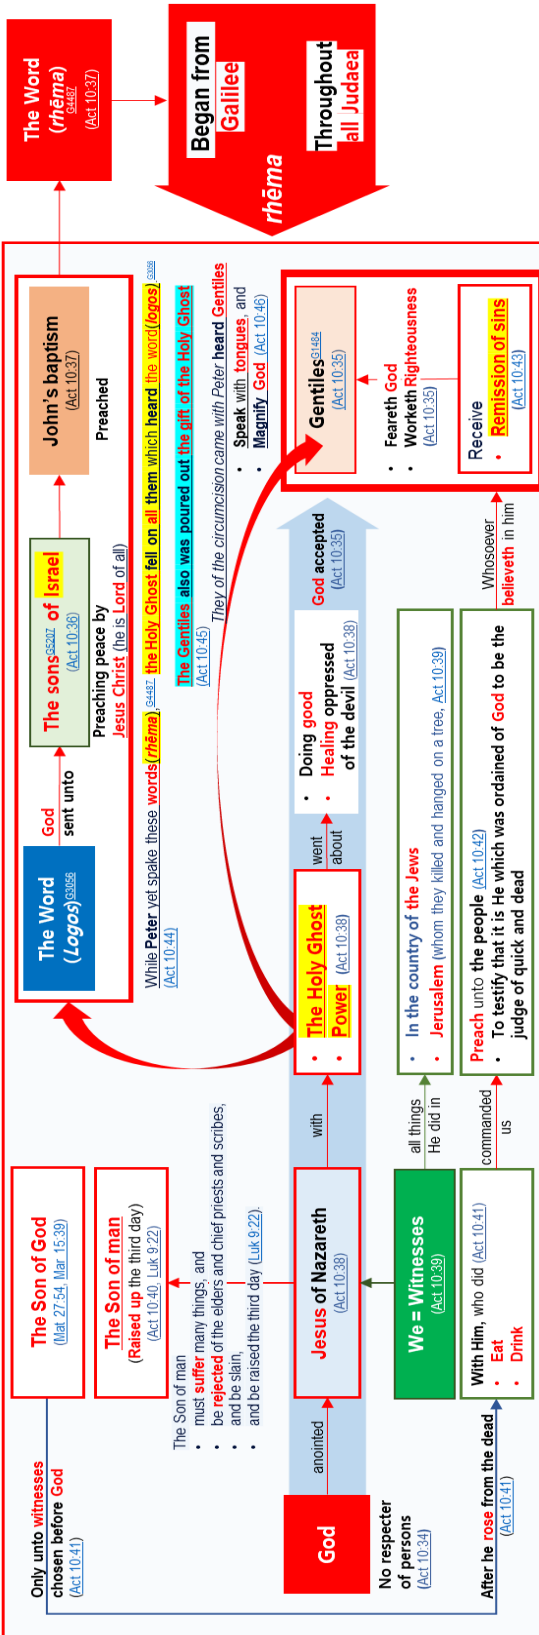 Only unto witnesses
chosen before God
(Act 10:41)
The Son of God
(Mat 27:54, Mar 15:39)
The Son of man
(Raised up the third day)
(Act 10:40, Luk 9:22)
The Son of man
• must suffer many things, and
• be rejected of the elders and chief priests and scribes,
• and be slain,
• and be raised the third day (Luk 9:22).
God
No respecter
of persons
(Act 10:34)
anointed
Jesus of Nazareth
(Act 10:38)
with
• The Holy Ghost
• Power (Act 10:38)
went
about
• Doing good
• Healing oppressed
of the devil (Act 10:38)
God accepted
(Act 10:35)
After he rose from the dead
(Act 10:41)
We = Witnesses
(Act 10:39)
all things
He did in
• In the country of the Jews
• Jerusalem (whom they killed and hanged on a tree, Act 10:39)
With Him, who did (Act 10:41)
• Eat
• Drink
commanded
us
Preach unto the people (Act 10:42)
• To testify that it is He which was ordained of God to be the
judge of quick and dead
Whosoever
believeth in him
The Word
(Logos)G3056
God
sent unto
The sonsG5207 of Israel
(Act 10:36)
Preaching peace by
Jesus Christ (he is Lord of all)
John's baptism
(Act 10:37)
Preached
While Peter yet spake these words(rhēma),G4487 the Holy Ghost fell on all them which heard the word(logos).G3056
(Act 10:44)
The Gentiles also was poured out the gift of the Holy Ghost
(Act 10:45)
They of the circumcision came with Peter heard Gentiles
• Speak with tongues, and
• Magnify God (Act 10:46)
GentilesG1484
(Act 10:35)
• Feareth God
• Worketh Righteousness
(Act 10:35)
Receive
• Remission of sins
(Act 10:43)
The Word
(rhēma)
G4487
(Act 10:37)
Began from
Galilee
rhēma
Throughout
all Judaea